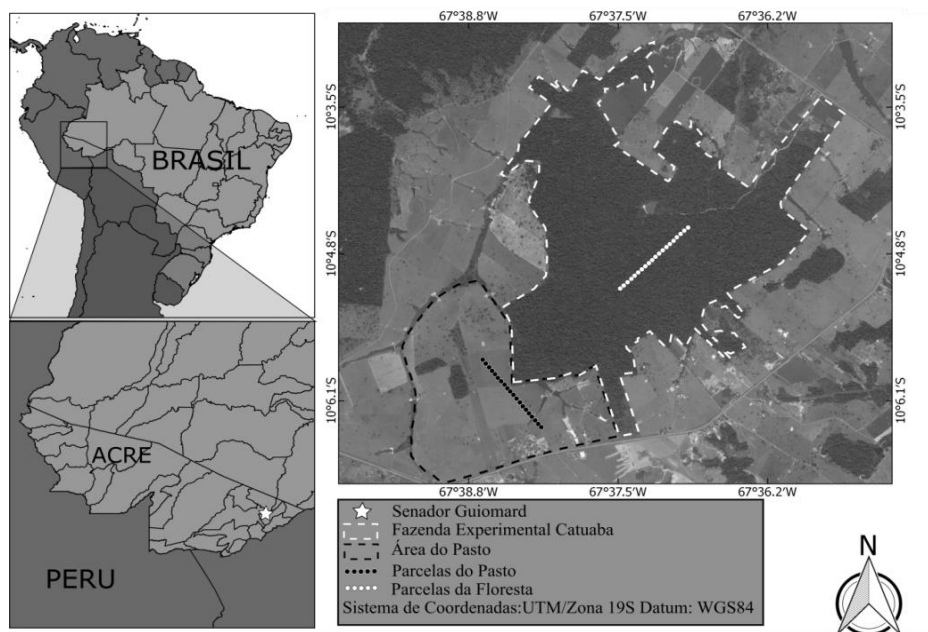 BRASIL
ACRE
PERU
67°38.8'W 67°37.5'W 67°36.2'W
10°3.5'S
10°4.8'S
10°6.1'S
10°3.5'S
10°4.8'S
10°6.1'S
67°38.8'W 67°37.5'W 67°36.2'W
Senador Guiomard
Fazenda Experimental Catuaba
Área do Pasto
Parcelas do Pasto
Parcelas da Floresta
Sistema de Coordenadas:UTM/Zona 19S Datum: WGS84
N